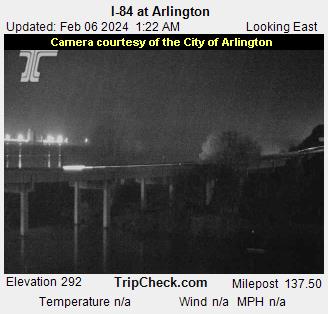 I-84 at Arlington
Updated: Feb 06 2024 1:22 AM Looking East
Camera courtesy of the City of Arlington
Elevation 292 TripCheck.com Milepost 137.50
Temperature n/a Wind n/a MPH n/a